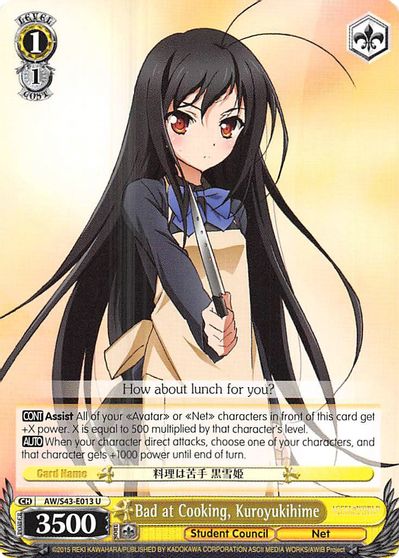 LEVEL
1
1
COST
How about lunch for you?
CONT Assist All of your «Avatar» or «Net» characters in front of this card get
+X power. X is equal to 500 multiplied by that character's level.
AUTO When your character direct attacks, choose one of your characters, and
that character gets +1000 power until end of turn.
Card Name 料理は苦手 黒雪姫
CH AW/S43-E013 U
3500
Bad at Cooking, Kuroyukihime
Student Council Net
©2015 REKI KAWAHARA/PUBLISHED BY KADOKAWA CORPORATION ASCII MEDIA WORKS/AWIB Project